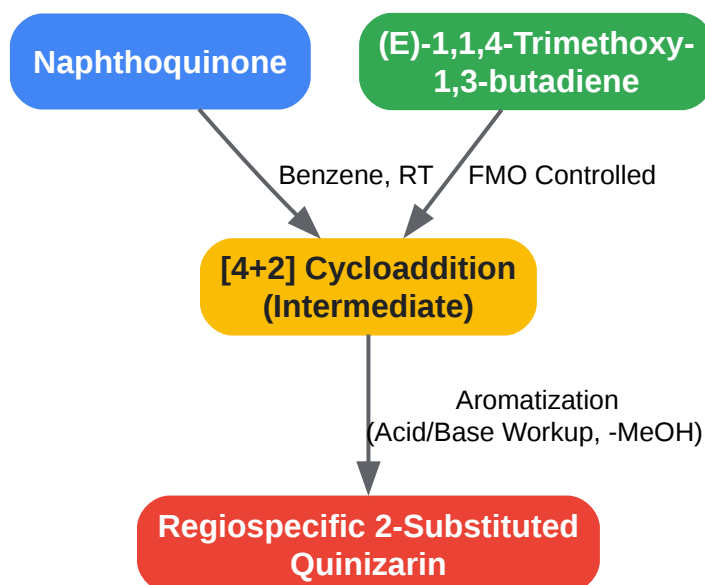 Naphthoquinone
(E)-1,1,4-Trimethoxy-
1,3-butadiene
Benzene, RT
FMO Controlled
[4+2] Cycloaddition
(Intermediate)
Aromatization
(Acid/Base Workup, -MeOH)
Regiospecific 2-Substituted
Quinizarin